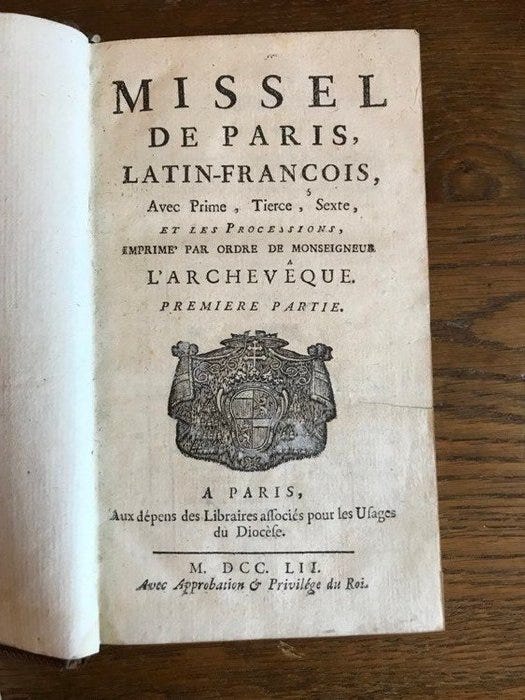 MISSEL
DE PARIS,
LATIN-FRANCOIS,
Avec Prime, Tierce, Sexte,
ET LES PROCESSIONS,
IMPRIME' PAR ORDRE DE MONSEIGNEUR
L'ARCHEVÊQUE.
PREMIERE PARTIE.
A PARIS,
Aux dépens des Libraires aſſociés pour les Uſages
du Diocèſe.
M. DCC. LII.
Avec Approbation & Privilége du Roi.